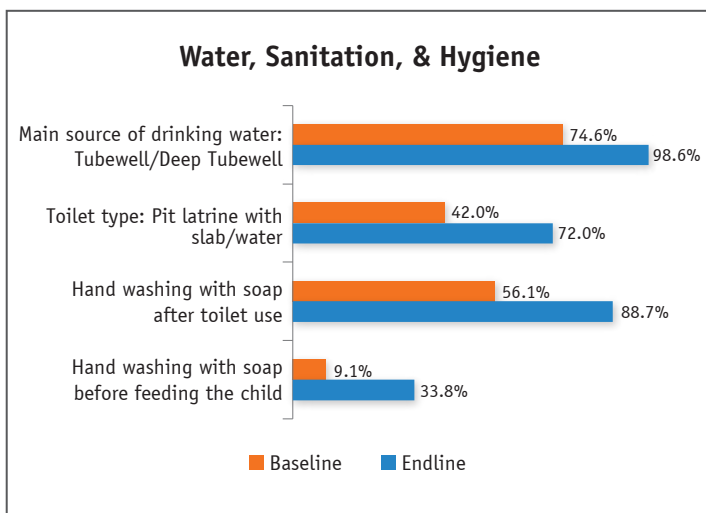 Water, Sanitation, & Hygiene
Main source of drinking water:
Tubewell/Deep Tubewell
74.6%
98.6%
Toilet type: Pit latrine with
slab/water
42.0%
72.0%
Hand washing with soap
after toilet use
56.1%
88.7%
Hand washing with soap
before feeding the child
9.1%
33.8%
Baseline
Endline